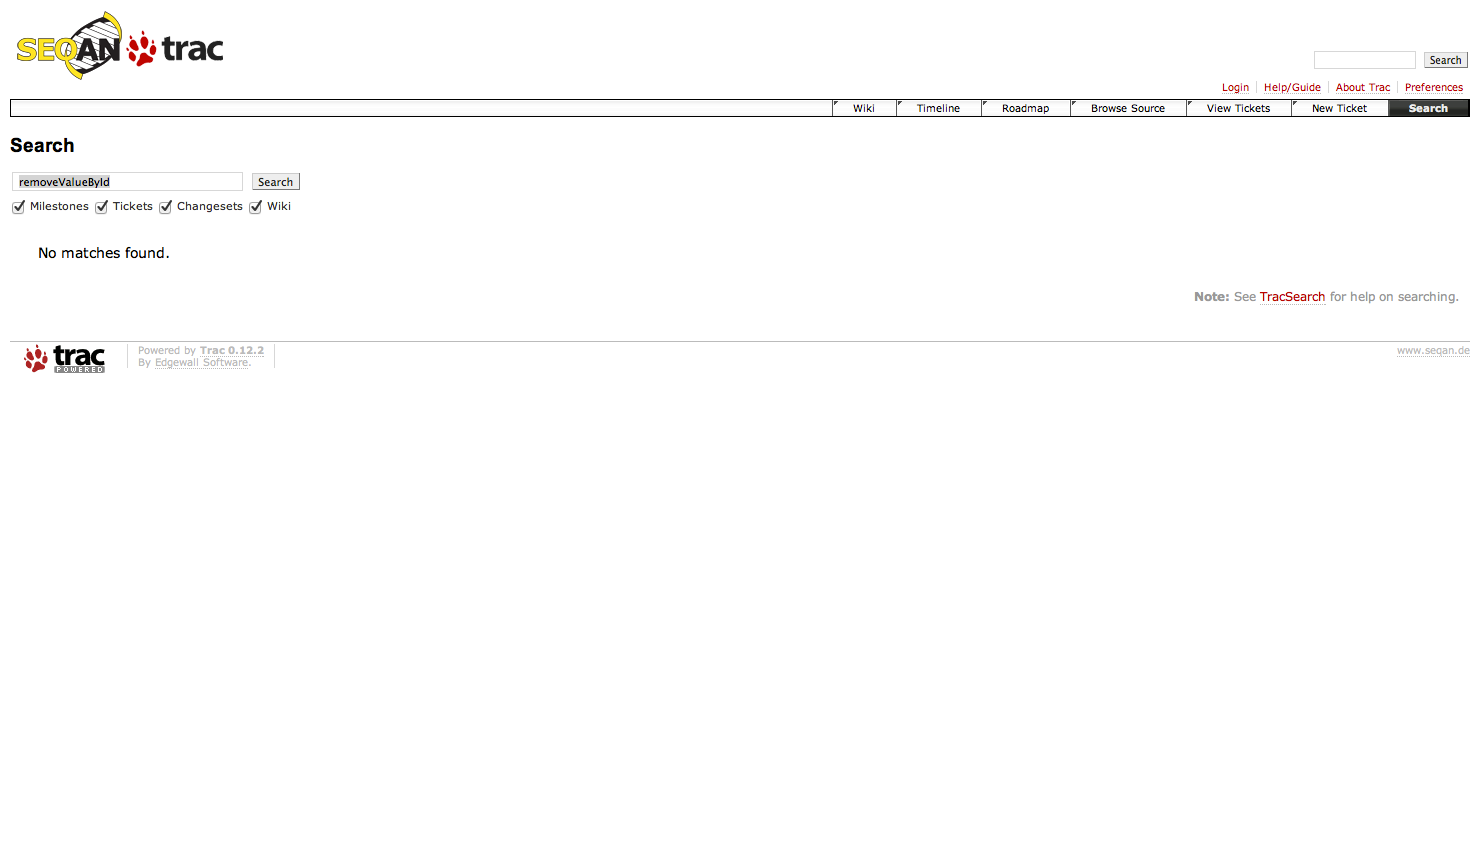 SEQAN trac
Search
Login Help/Guide About Trac Preferences
Wiki Timeline Roadmap Browse Source View Tickets New Ticket Search
Search
removeValueById Search
Milestones Tickets Changesets Wiki
No matches found.
Note: See TracSearch for help on searching.
trac POWERED
Powered by Trac 0.12.2
By Edgewall Software.
www.seqan.de